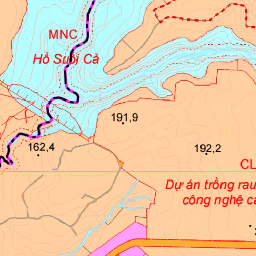 MNC
Hồ Suối Cả
191,9
162,4
192,2
CL
Dự án trồng rau
công nghệ ca